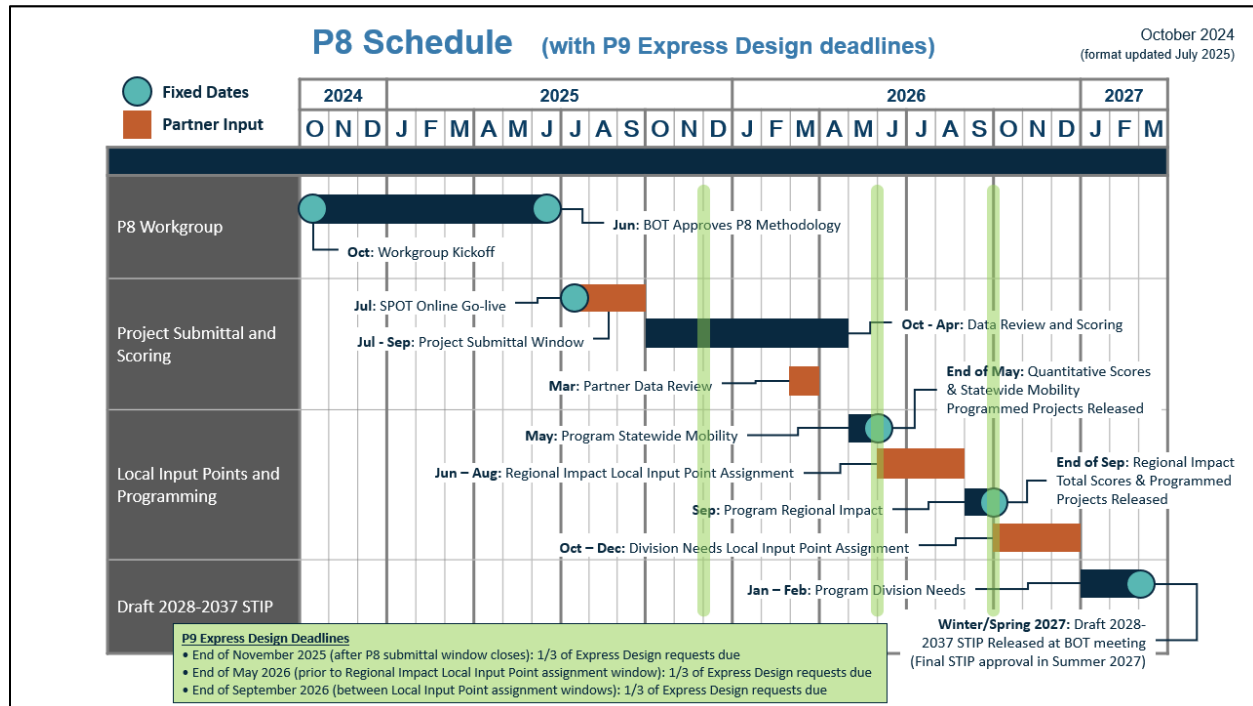 P8 Schedule (with P9 Express Design deadlines)
October 2024
(format updated July 2025)
Fixed Dates
Partner Input
2024 2025 2026 2027
O N D J F M A M J J A S O N D J F M A M J J A S O N D J F M
P8 Workgroup
Jun: BOT Approves P8 Methodology
Oct: Workgroup Kickoff
Project Submittal and
Scoring
Jul: SPOT Online Go-live
Jul - Sep: Project Submittal Window
Oct - Apr: Data Review and Scoring
Mar: Partner Data Review
End of May: Quantitative Scores
& Statewide Mobility
Programmed Projects Released
Local Input Points and
Programming
May: Program Statewide Mobility
Jun – Aug: Regional Impact Local Input Point Assignment
End of Sep: Regional Impact
Total Scores & Programmed
Projects Released
Sep: Program Regional Impact
Oct – Dec: Division Needs Local Input Point Assignment
Draft 2028-2037 STIP
Jan – Feb: Program Division Needs
Winter/Spring 2027: Draft 2028-
2037 STIP Released at BOT meeting
(Final STIP approval in Summer 2027)
P9 Express Design Deadlines
• End of November 2025 (after P8 submittal window closes): 1/3 of Express Design requests due
• End of May 2026 (prior to Regional Impact Local Input Point assignment window): 1/3 of Express Design requests due
• End of September 2026 (between Local Input Point assignment windows): 1/3 of Express Design requests due